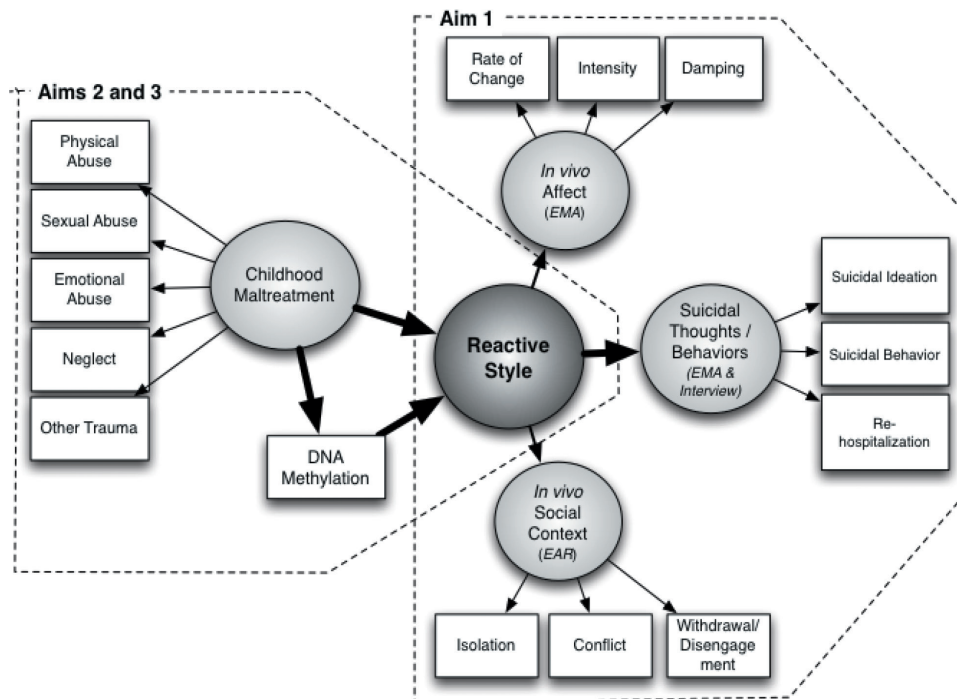 Aim 1
Rate of
Change
Intensity
Damping
Aims 2 and 3
Physical
Abuse
Sexual Abuse
Emotional
Abuse
Neglect
Other Trauma
Childhood
Maltreatment
DNA
Methylation
In vivo
Affect
(EMA)
Reactive
Style
Suicidal
Thoughts /
Behaviors
(EMA &
Interview)
Suicidal Ideation
Suicidal Behavior
Re-
hospitalization
In vivo
Social
Context
(EAR)
Isolation
Conflict
Withdrawal/
Disengage
ment